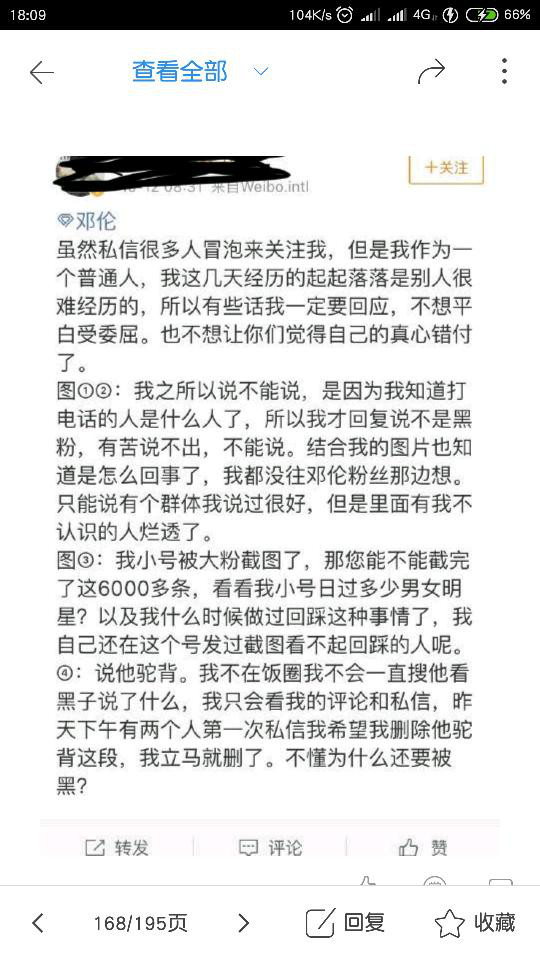 18:09
104K/s
4G
66%
查看全部
+关注
08:31 来自Weibo.intl
邓伦
虽然私信很多人冒泡来关注我，但是我作为一
个普通人，我这几天经历的起起落落是别人很
难经历的，所以有些话我一定要回应，不想平
白受委屈。也不想让你们觉得自己的真心错付
了。
图①②：我之所以说不能说，是因为我知道打
电话的人是什么人了，所以我才回复说不是黑
粉，有苦说不出，不能说。结合我的图片也知
道是怎么回事了，我都没往邓伦粉丝那边想。
只能说有个群体我说过很好，但是里面有我不
认识的人烂透了。
图③：我小号被大粉截图了，那您能不能截完
了这6000多条，看看我小号日过多少男女明
星？以及我什么时候做过回踩这种事情了，我
自己还在这个号发过截图看不起回踩的人呢。
④：说他驼背。我不在饭圈我不会一直搜他看
黑子说了什么，我只会看我的评论和私信，昨
天下午有两个人第一次私信我希望我删除他驼
背这段，我立马就删了。不懂为什么还要被
黑？
转发
评论
赞
168/195页
回复
收藏